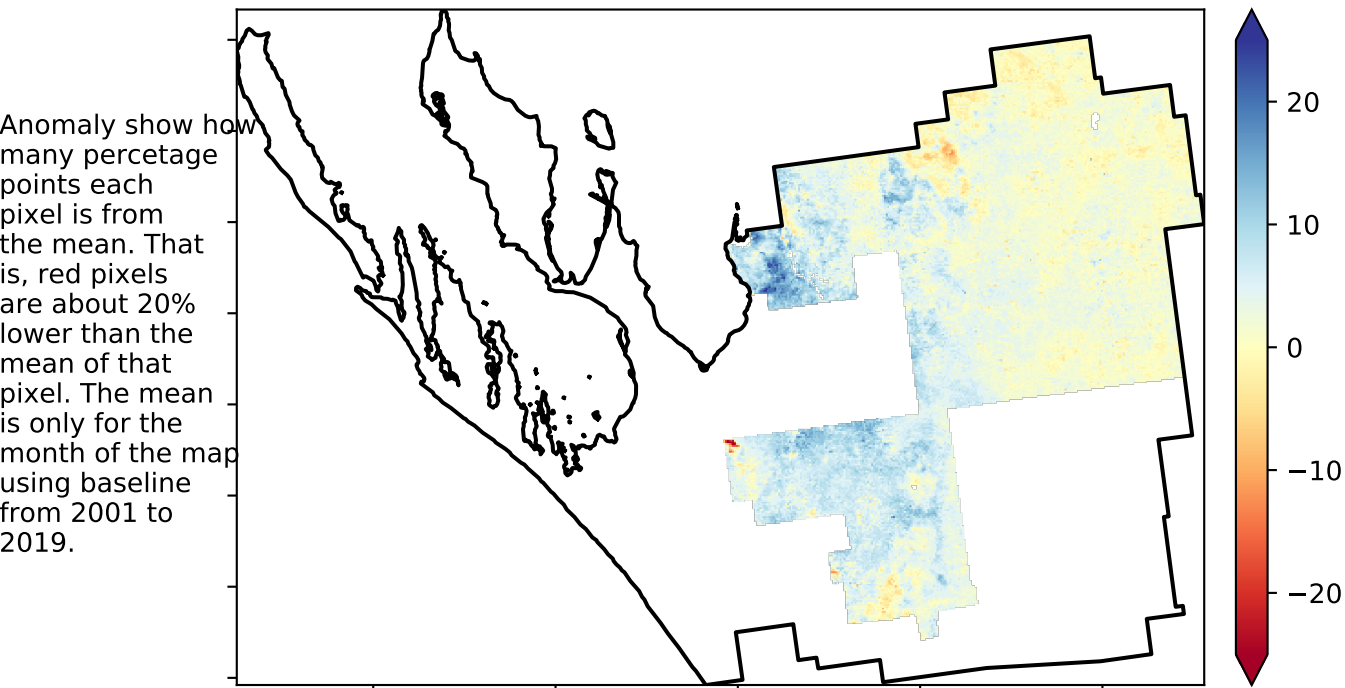 Anomaly show how
many percetage
points each
pixel is from
the mean. That
is, red pixels
are about 20%
lower than the
mean of that
pixel. The mean
is only for the
month of the map
using baseline
from 2001 to
2019.
20
10
0
−10
−20